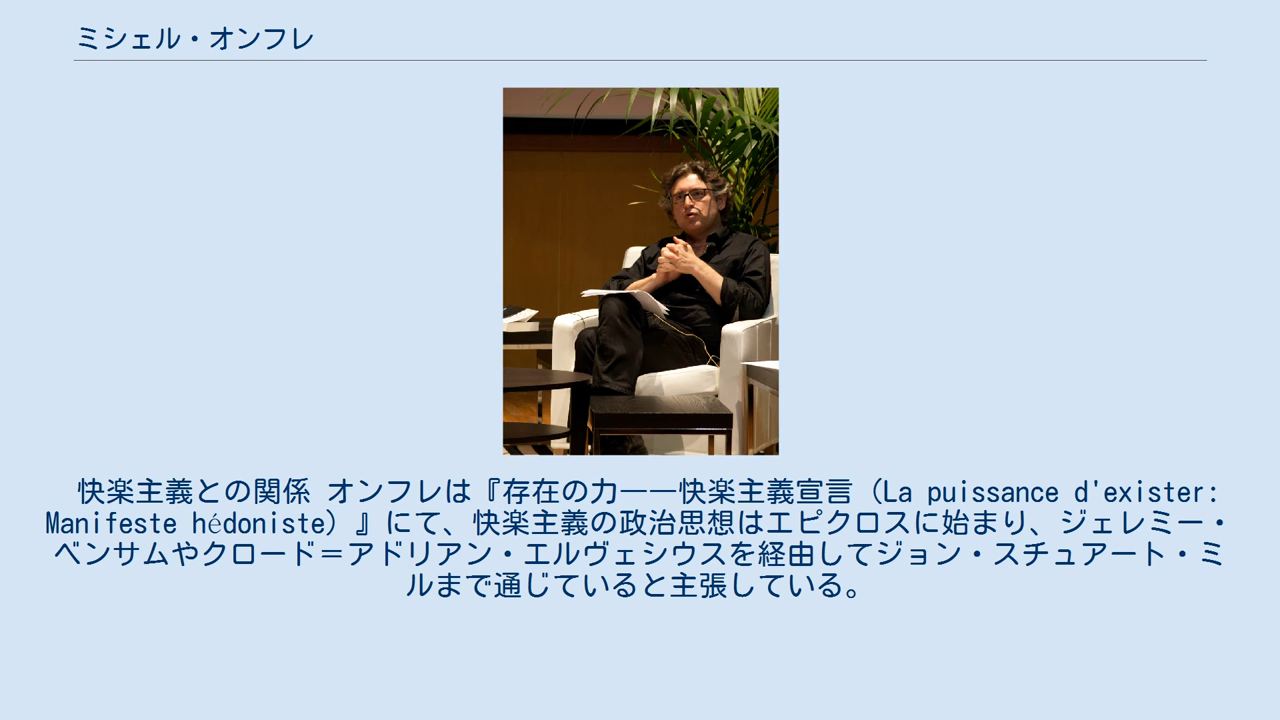 ミシェル・オンフレ
快楽主義との関係 オンフレは『存在の力——快楽主義宣言（La puissance d'exister:
Manifeste hédoniste）』にて、快楽主義の政治思想はエピクロスに始まり、ジェレミー・
ベンサムやクロード＝アドリアン・エルヴェシウスを経由してジョン・スチュアート・ミ
ルまで通じていると主張している。